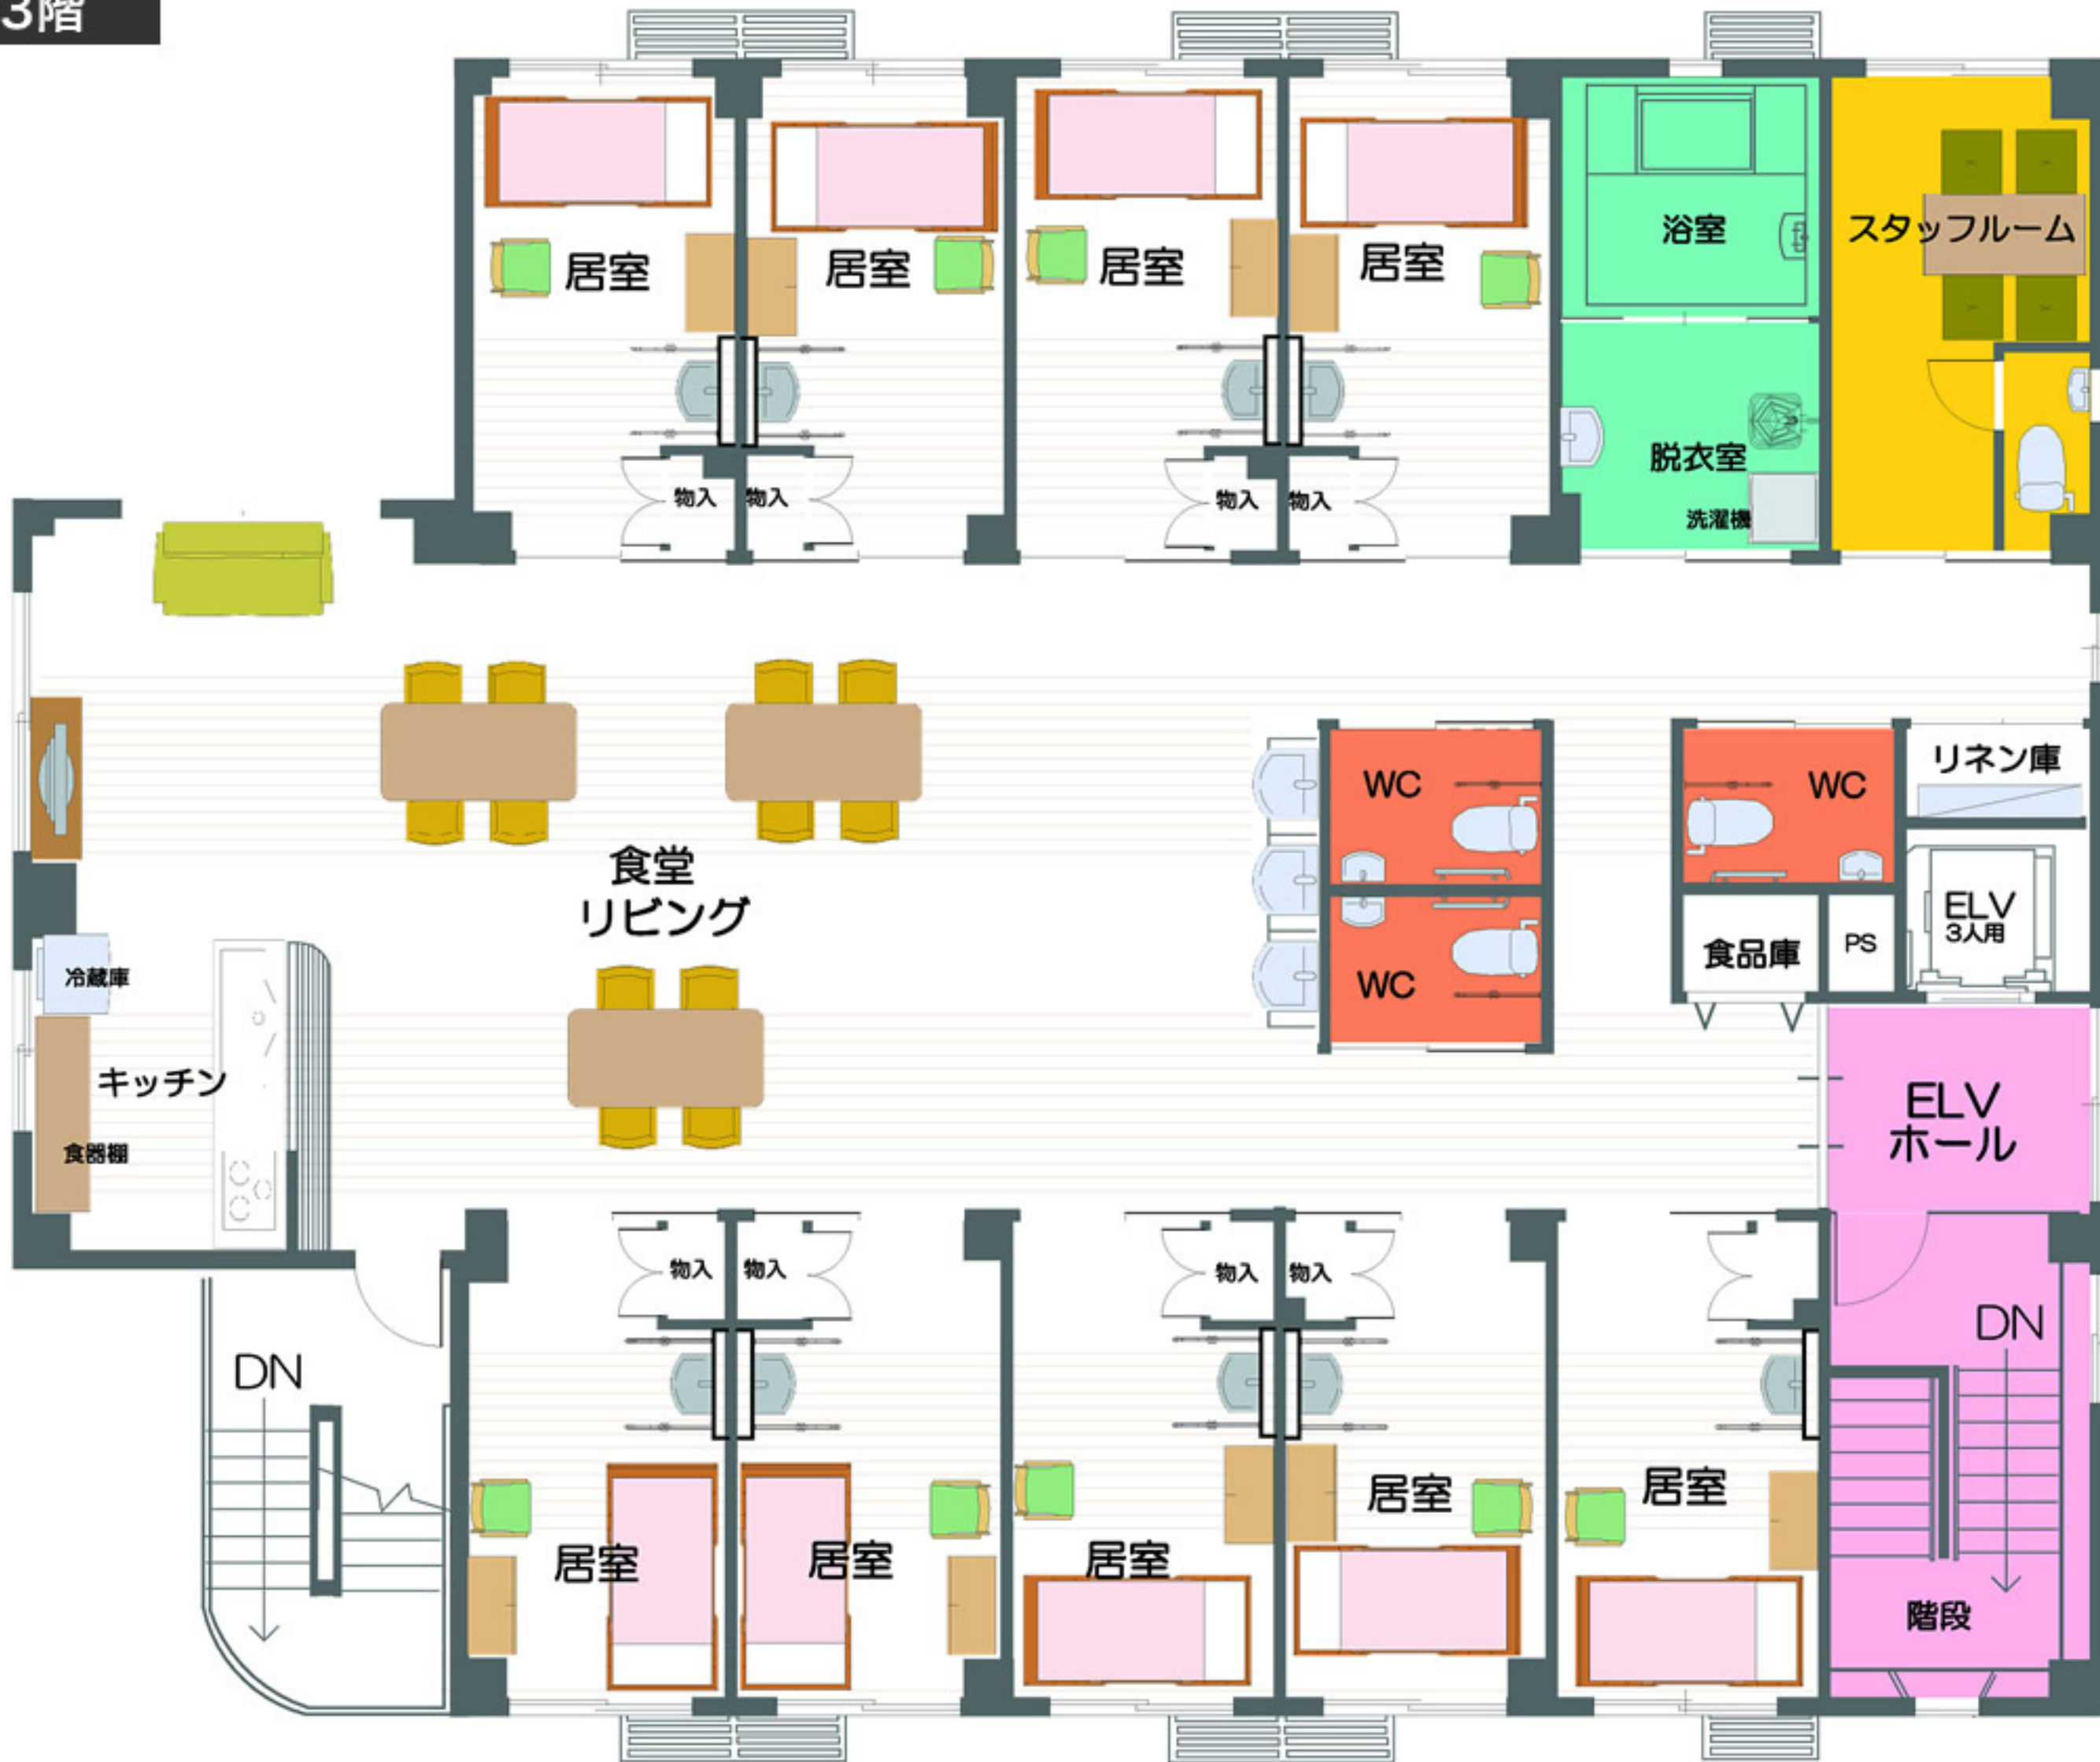 3階
居室
居室
居室
居室
浴室
スタッフルーム
脱衣室
洗濯機
物入
物入
物入
物入
WC
WC
リネン庫
食堂
リビング
ELV
3人用
食品庫
PS
WC
冷蔵庫
キッチン
食器棚
ELV
ホール
物入
物入
物入
物入
DN
DN
居室
居室
居室
居室
居室
階段